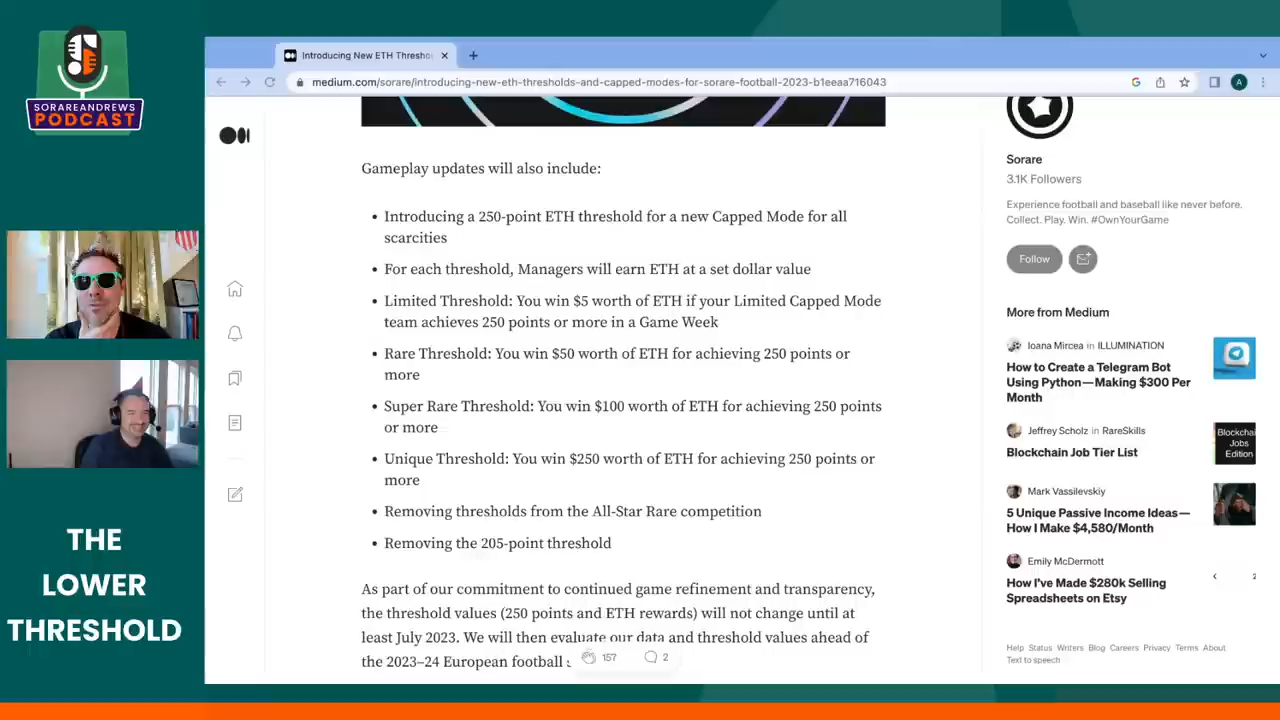 SORAREANDREWS
PODCAST
THE
LOWER
THRESHOLD
Introducing New ETH Thresho
medium.com/sorare/introducing-new-eth-thresholds-and-capped-modes-for-sorare-football-2023-b1eeaa716043
A
Gameplay updates will also include:
• Introducing a 250-point ETH threshold for a new Capped Mode for all
scarcities
• For each threshold, Managers will earn ETH at a set dollar value
• Limited Threshold: You win $5 worth of ETH if your Limited Capped Mode
team achieves 250 points or more in a Game Week
• Rare Threshold: You win $50 worth of ETH for achieving 250 points or
more
• Super Rare Threshold: You win $100 worth of ETH for achieving 250 points
or more
• Unique Threshold: You win $250 worth of ETH for achieving 250 points or
more
• Removing thresholds from the All-Star Rare competition
• Removing the 205-point threshold
As part of our commitment to continued game refinement and transparency,
the threshold values (250 points and ETH rewards) will not change until at
least July 2023. We will then evaluate our data and threshold values ahead of
the 2023–24 European football s
157
2
Sorare
3.1K Followers
Experience football and baseball like never before.
Collect. Play. Win. #OwnYourGame
Follow
More from Medium
Ioana Mircea in ILLUMINATION
How to Create a Telegram Bot
Using Python—Making $300 Per
Month
Jeffrey Scholz in RareSkills
Blockchain Job Tier List
Blockchai
Jobs
Edition
Mark Vassilevskiy
5 Unique Passive Income Ideas—
How I Make $4,580/Month
Emily McDermott
How I've Made $280k Selling
Spreadsheets on Etsy
Help Status Writers Blog Careers Privacy Terms About
Text to speech